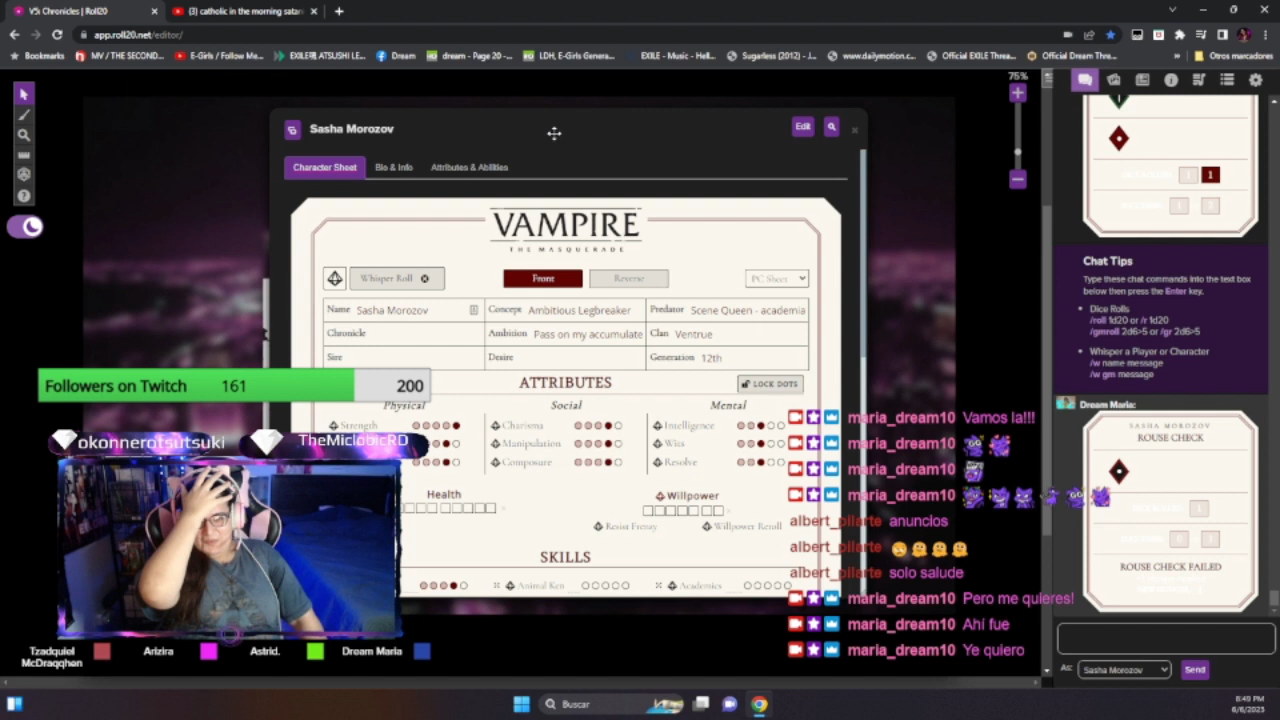 V5: Chronicles | Roll20
(3) catholic in the morning satan
app.roll20.net/editor/
Bookmarks
MV / THE SECOND...
E-Girls / Follow Me...
Dream
dream - Page 20 -...
LDH, E-Girls Genera...
EXILE - Music - Hell...
Sugarless (2012) - J...
www.dailymotion.c...
Official EXILE Threa...
Official Dream Thre...
Otros marcadores
75%
Sasha Morozov
Edit
Character Sheet
Bio & Info
Attributes & Abilities
VAMPIRE
THE MASQUERADE
Whisper Roll
Front
Reverse
PC Sheet
Name Sasha Morozov
Concept Ambitious Legbreaker
Predator Scene Queen - academia
Chronicle
Ambition Pass on my accumulate
Clan Ventrue
Sire
Desire
Generation 12th
Followers on Twitch 161 200
ATTRIBUTES
LOCK DOTS
Physical
Social
Mental
Strength
Charisma
Intelligence
Manipulation
Wits
Composure
Resolve
Health
Willpower
Resist Frenzy
Willpower Reroll
SKILLS
Animal Ken
Academics
okonnerotsutsuki
TheMiclobicRD
Tzadquiel McDraqqhen
Arizira
Astrid.
Dream Maria
maria_dream10 Vamos la!!!
maria_dream10
maria_dream10
maria_dream10
albert_pilarte anuncios
albert_pilarte
albert_pilarte solo salude
maria_dream10 Pero me quieres!
maria_dream10 Ahí fue
maria_dream10 Ye quiero
Chat Tips
Type these chat commands into the text box
below then press the Enter key.
Dice Rolls
/roll 1d20 or /r 1d20
/gmroll 2d6>5 or /gr 2d6>5
Whisper a Player or Character
/w name message
/w gm message
Dream Maria:
SASHA MOROZOV
ROUSE CHECK
ROUSE CHECK FAILED
As:
Sasha Morozov
Send
Buscar
8:49 PM
6/6/2023